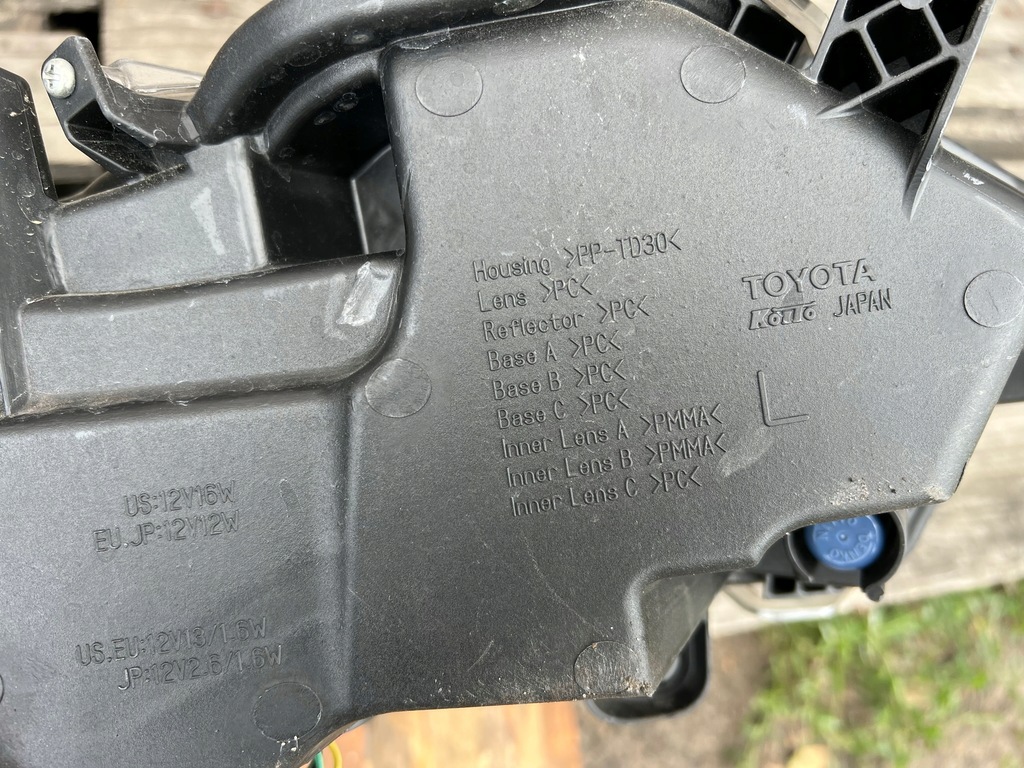 Housing >PP-TD30<
Lens >PC<
Reflector >PC<
Base A >PC<
Base B >PC<
Base C >PC<
Inner Lens A >PMMA<
Inner Lens B >PMMA<
Inner Lens C >PC<
TOYOTA
KOITO JAPAN
L
US:12V16W
EU.JP:12V12W
US.EU:12V13/1.6W
JP:12V2.6/1.6W